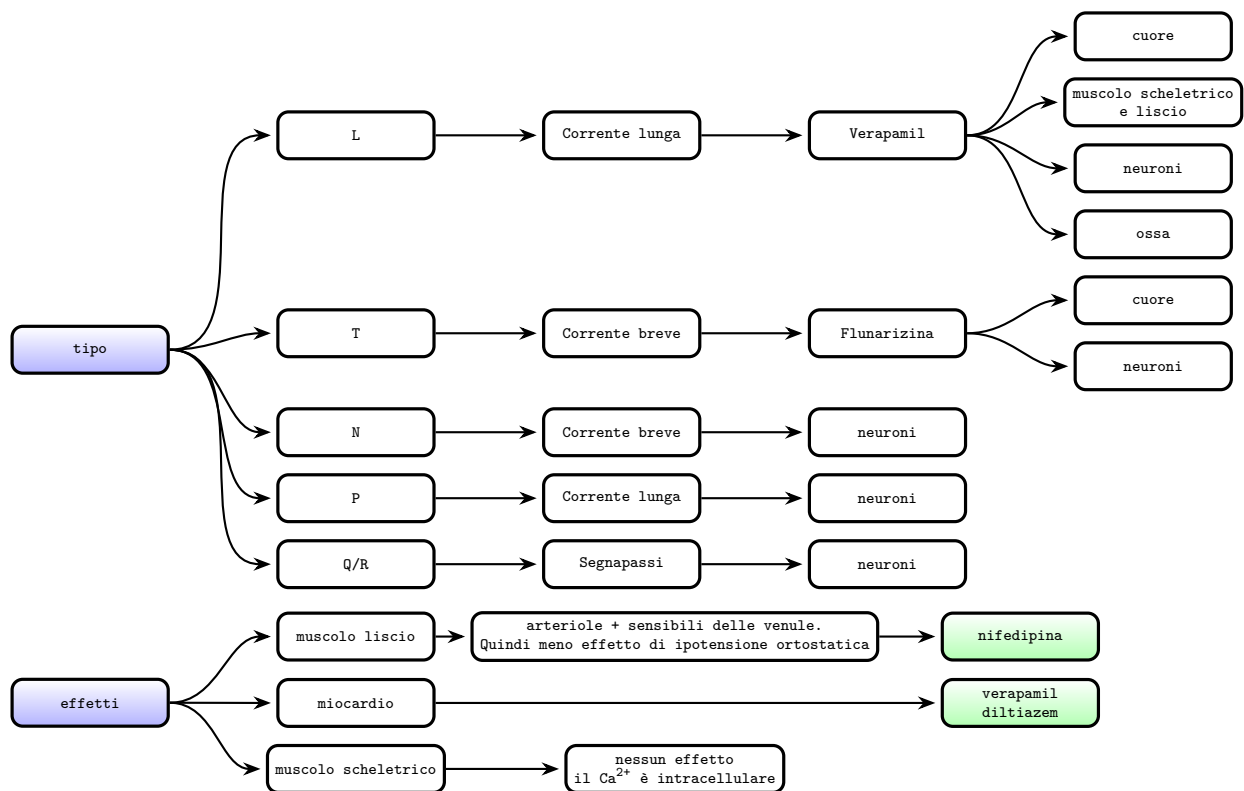 cuore
muscolo scheletrico
e liscio
L
Corrente lunga
Verapamil
neuroni
ossa
cuore
tipo
T
Corrente breve
Flunarizina
neuroni
N
Corrente breve
neuroni
P
Corrente lunga
neuroni
Q/R
Segnapassi
neuroni
muscolo liscio
arteriole + sensibili delle venule.
Quindi meno effetto di ipotensione ortostatica
nifedipina
effetti
miocardio
verapamil
diltiazem
muscolo scheletrico
nessun effetto
il Ca²⁺ è intracellulare